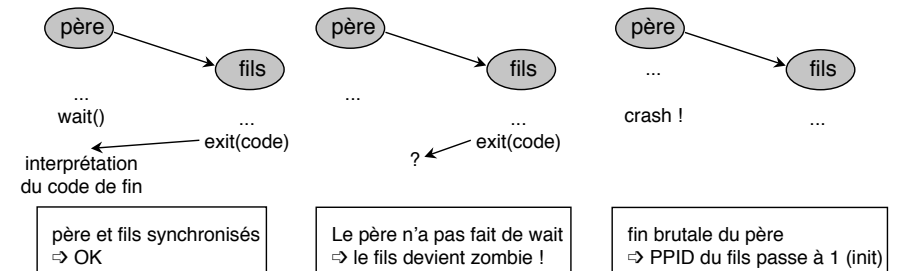 père
fils
...
wait()
...
exit(code)
interprétation
du code de fin
père et fils synchronisés
➩ OK
père
fils
...
...
exit(code)
?
Le père n'a pas fait de wait
➩ le fils devient zombie !
père
...
fils
crash !
...
fin brutale du père
➩ PPID du fils passe à 1 (init)